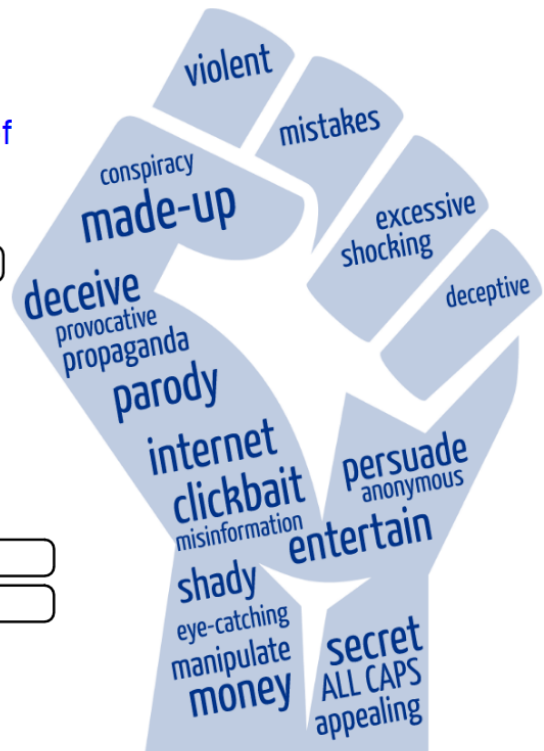 violent
mistakes
f
conspiracy
made-up
excessive
shocking
deceptive
deceive
provocative
propaganda
parody
internet
clickbait
misinformation
persuade
anonymous
entertain
shady
eye-catching
manipulate
money
secret
ALL CAPS
appealing